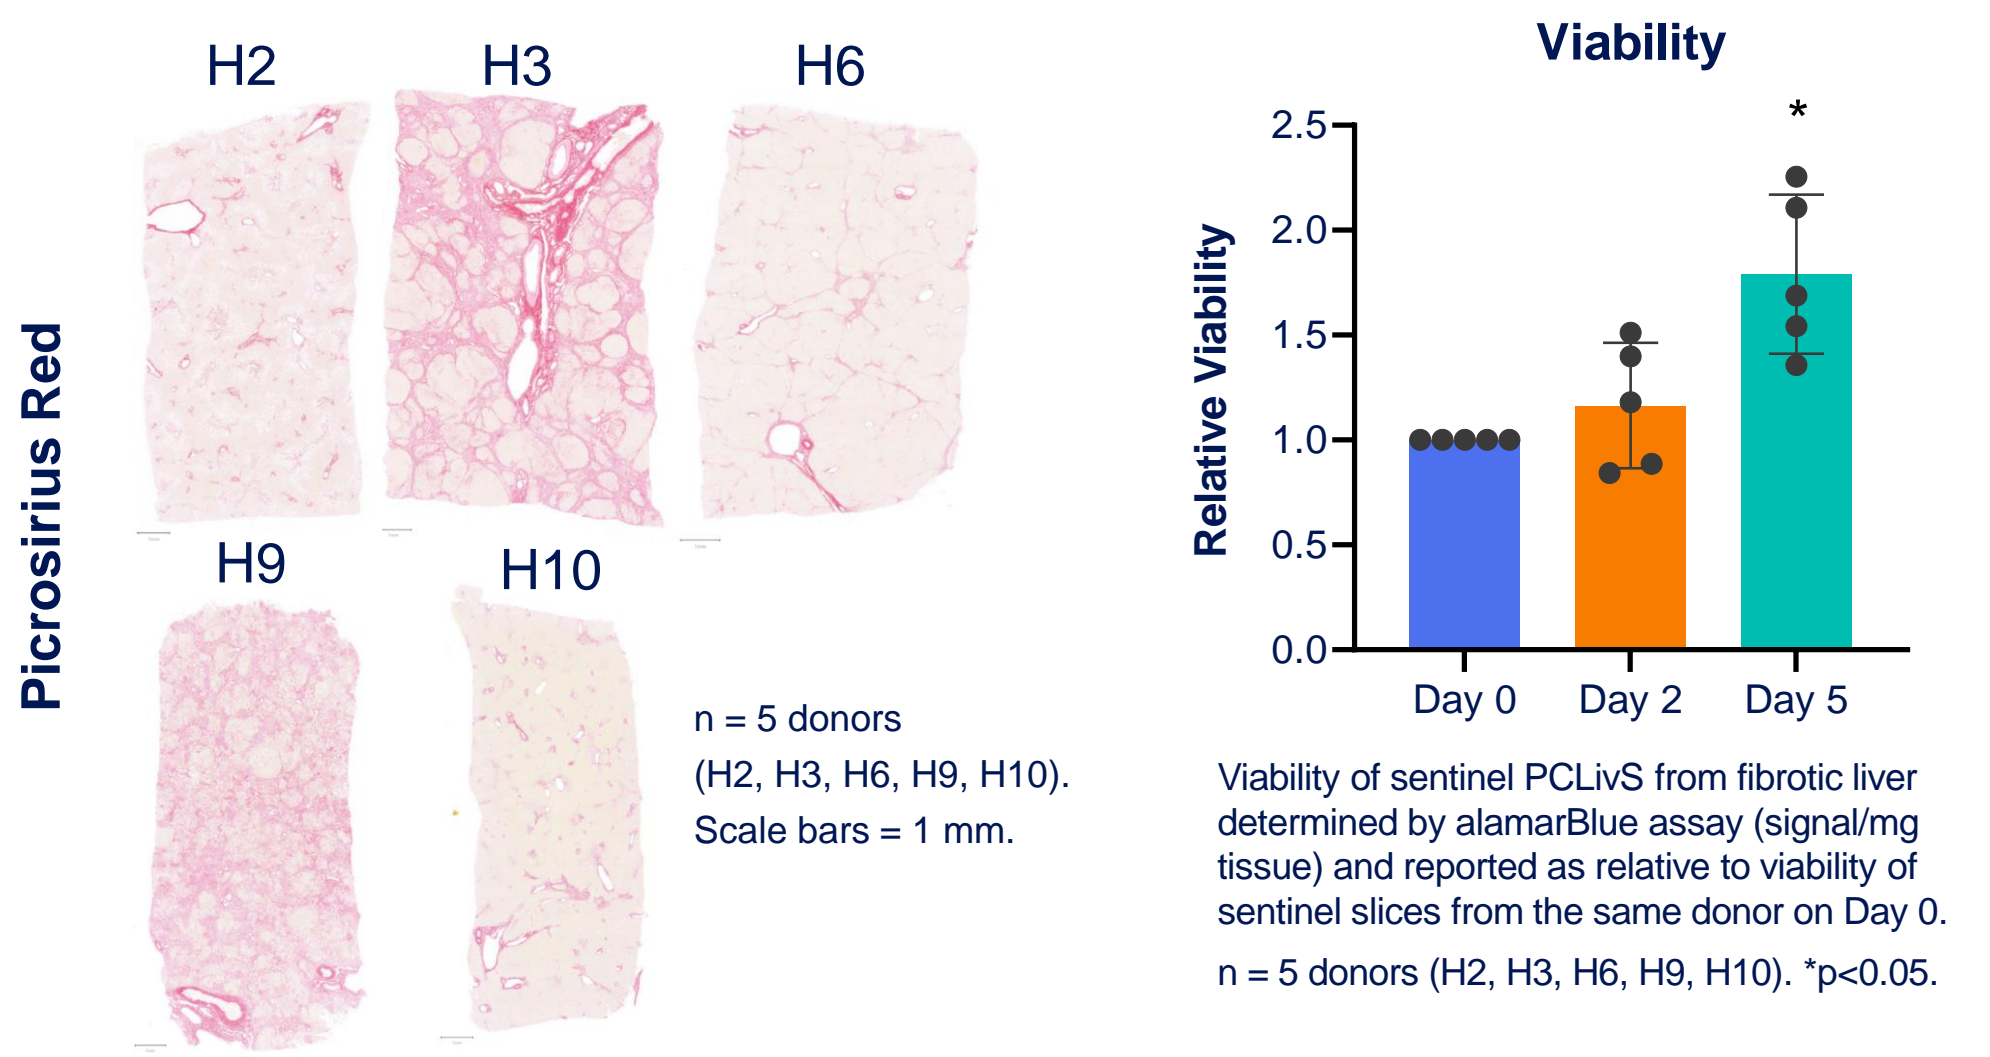 Picrosirius Red
H2
H3
H6
H9
H10
n = 5 donors
(H2, H3, H6, H9, H10).
Scale bars = 1 mm.
Viability
*
Relative Viability
2.5
2.0
1.5
1.0
0.5
0.0
Day 0
Day 2
Day 5
Viability of sentinel PCLivS from fibrotic liver
determined by alamarBlue assay (signal/mg
tissue) and reported as relative to viability of
sentinel slices from the same donor on Day 0.
n = 5 donors (H2, H3, H6, H9, H10). *p<0.05.